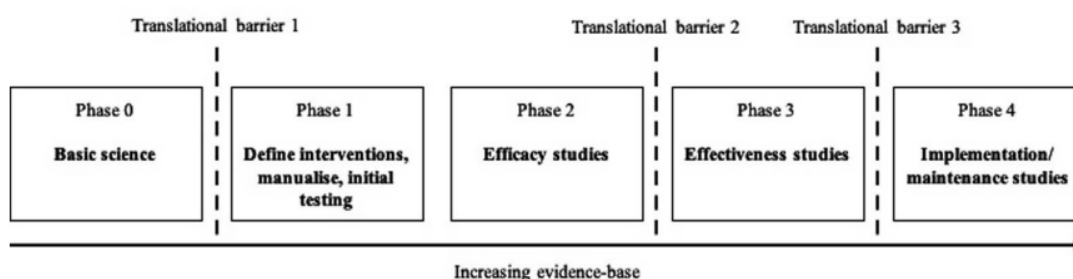 Translational barrier 1
Translational barrier 2
Translational barrier 3
Phase 0
Basic science
Phase 1
Define interventions,
manualise, initial
testing
Phase 2
Efficacy studies
Phase 3
Effectiveness studies
Phase 4
Implementation/
maintenance studies
Increasing evidence-base